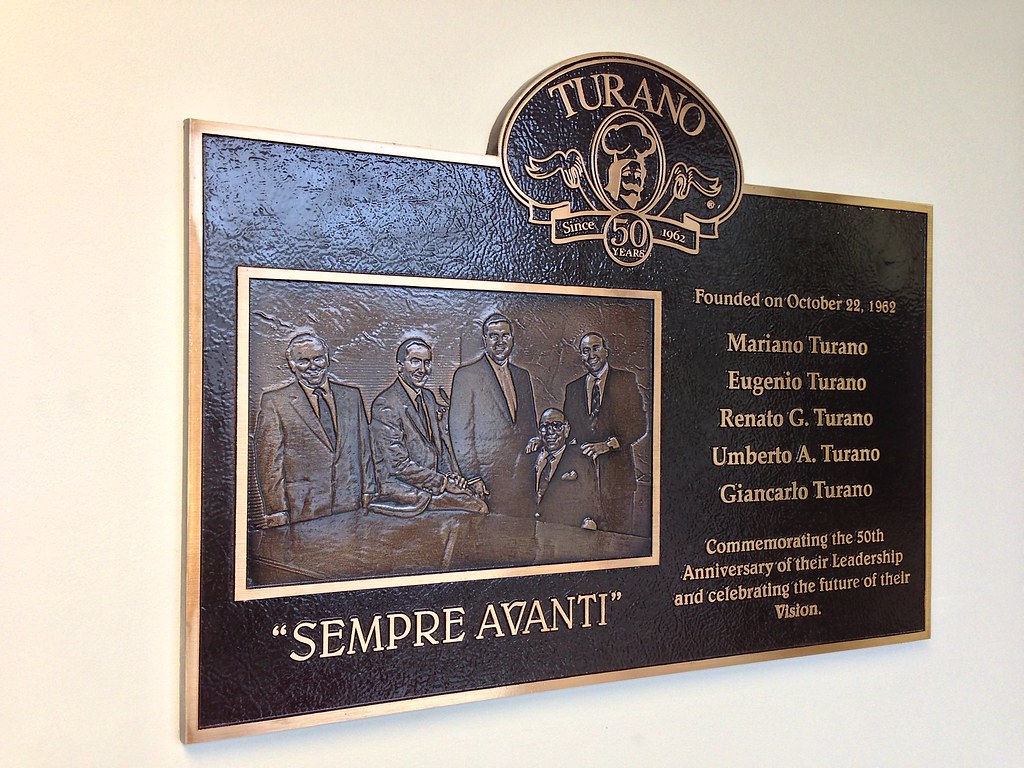 TURANO
®
Since 50 1962
YEARS
Founded on October 22, 1962
Mariano Turano
Eugenio Turano
Renato G. Turano
Umberto A. Turano
Giancarlo Turano
Commemorating the 50th
Anniversary of their Leadership
and celebrating the future of their
Vision.
“SEMPRE AVANTI”